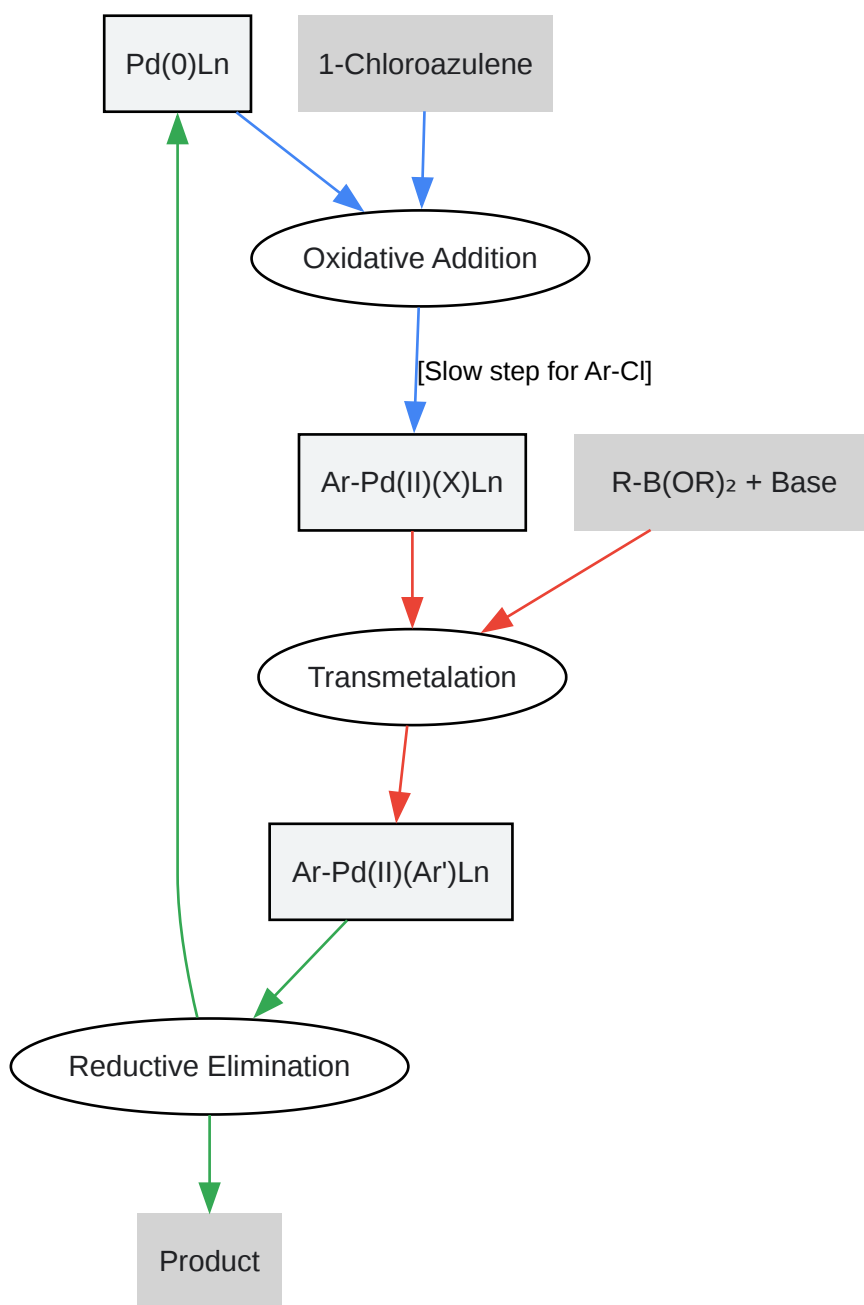 Pd(0)Ln
1-Chloroazulene
Oxidative Addition
[Slow step for Ar-Cl]
Ar-Pd(II)(X)Ln
R-B(OR)₂ + Base
Transmetalation
Ar-Pd(II)(Ar')Ln
Reductive Elimination
Product